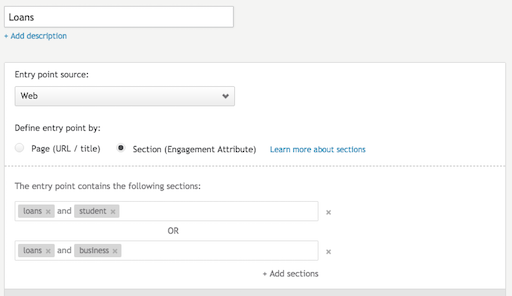 Loans
+ Add description
Entry point source:
Web
Define entry point by:
Page (URL / title) Section (Engagement Attribute) Learn more about sections
The entry point contains the following sections:
loans × and student × ×
OR
loans × and business × ×
+ Add sections